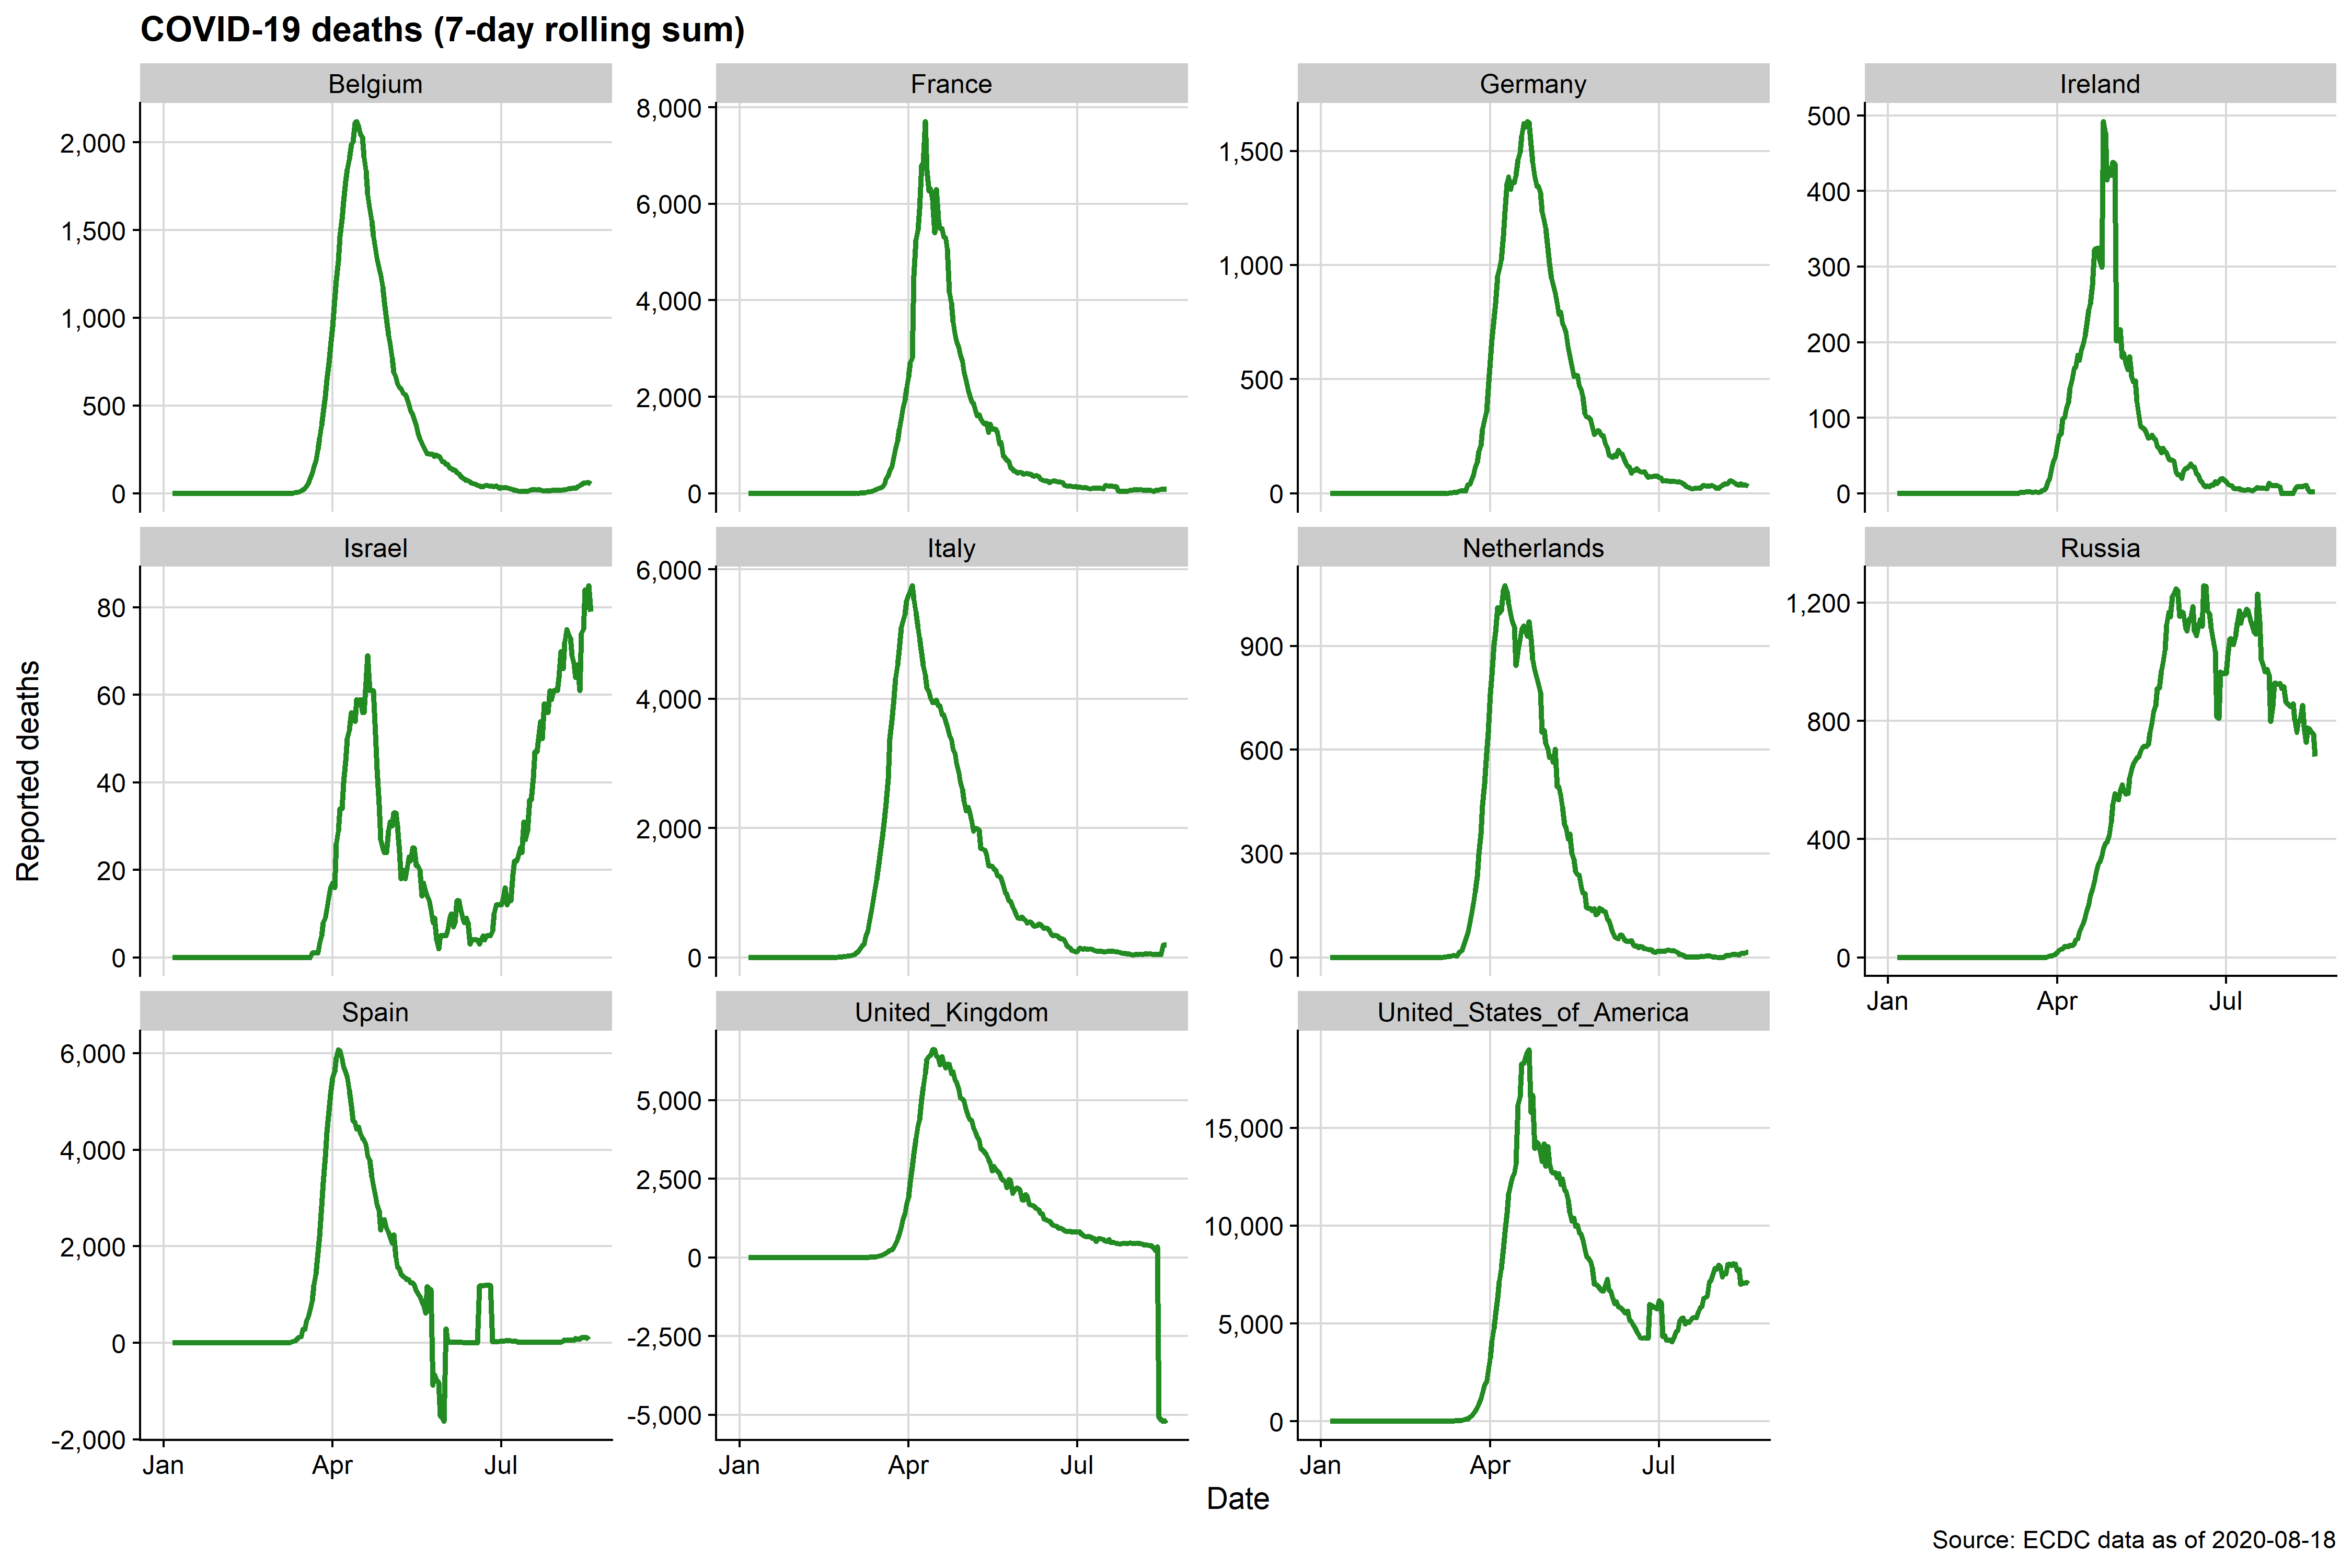 COVID-19 deaths (7-day rolling sum)
Belgium
France
Germany
Ireland
2,000
1,500
1,000
500
0
8,000
6,000
4,000
2,000
0
1,500
1,000
500
0
500
400
300
200
100
0
Israel
Italy
Netherlands
Russia
80
60
40
20
0
6,000
4,000
2,000
0
900
600
300
0
1,200
800
400
0
Jan
Apr
Jul
Reported deaths
Spain
United_Kingdom
United_States_of_America
6,000
4,000
2,000
0
-2,000
5,000
2,500
0
-2,500
-5,000
15,000
10,000
5,000
0
Jan
Apr
Jul
Jan
Apr
Jul
Jan
Apr
Jul
Date
Source: ECDC data as of 2020-08-18